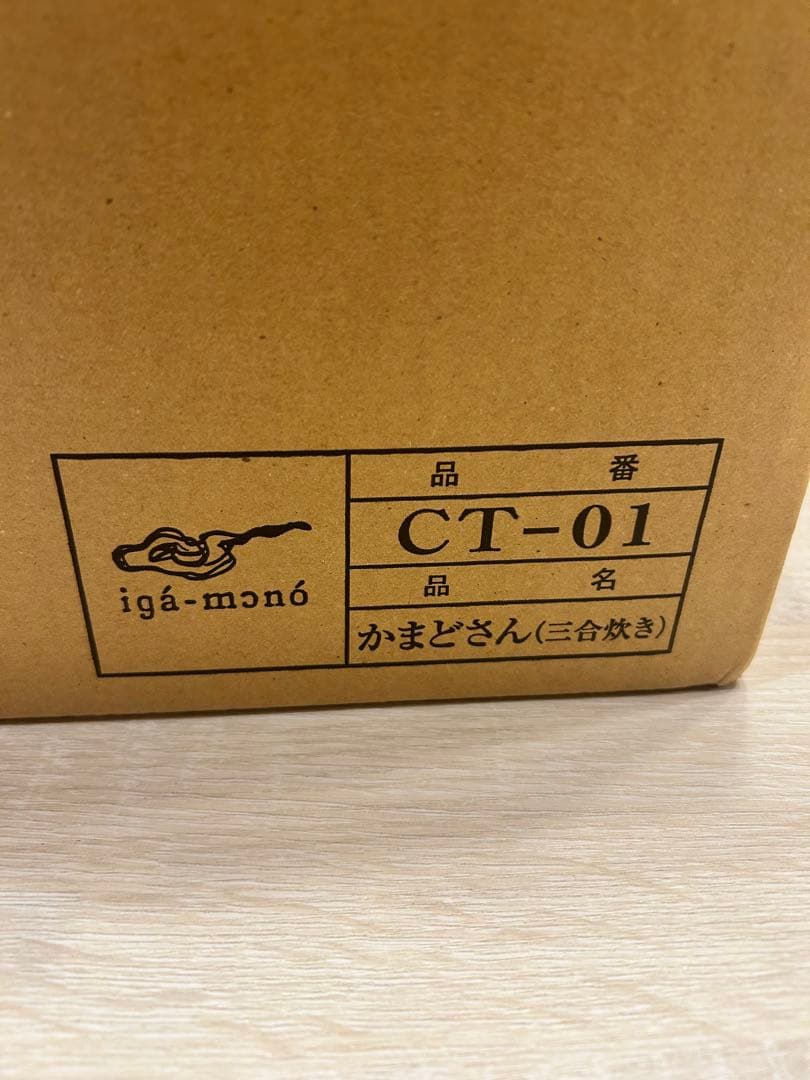 igá-mɔnó
品 番
CT-01
品 名
かまどさん(三合炊き)